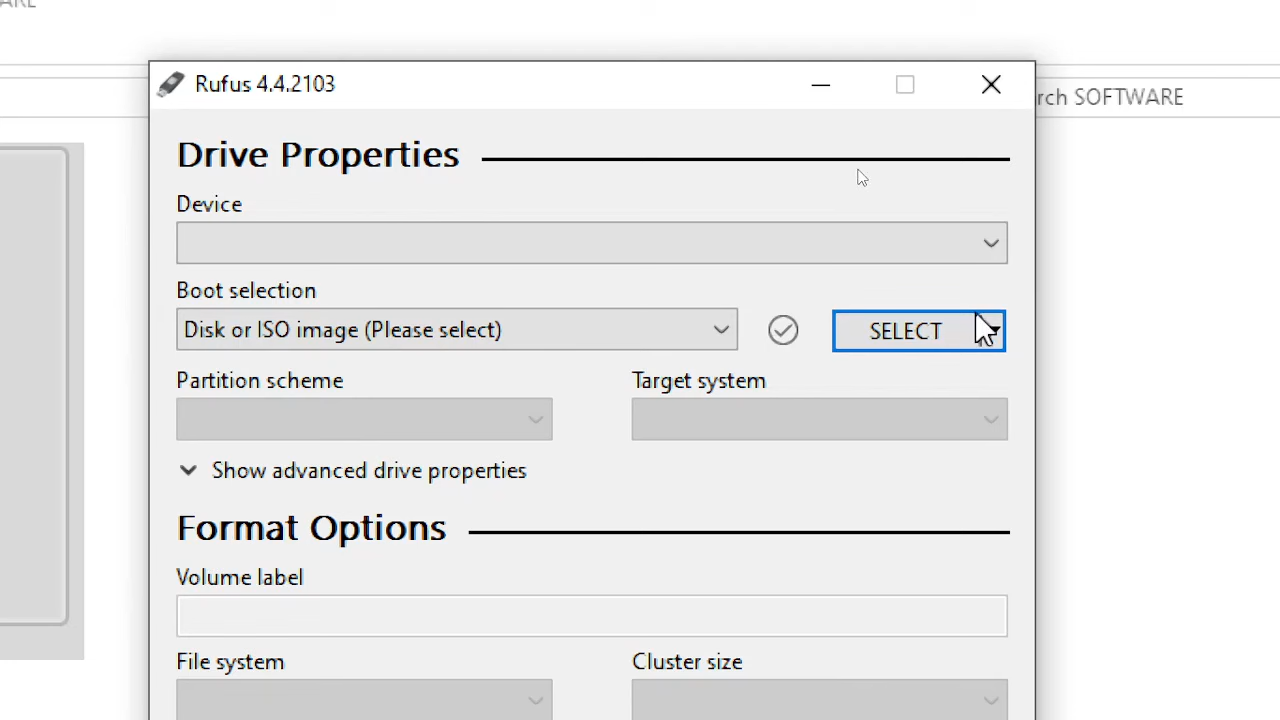 Rufus 4.4.2103
rch SOFTWARE
Drive Properties
Device
Boot selection
Disk or ISO image (Please select)
SELECT
Partition scheme
Target system
Show advanced drive properties
Format Options
Volume label
File system
Cluster size